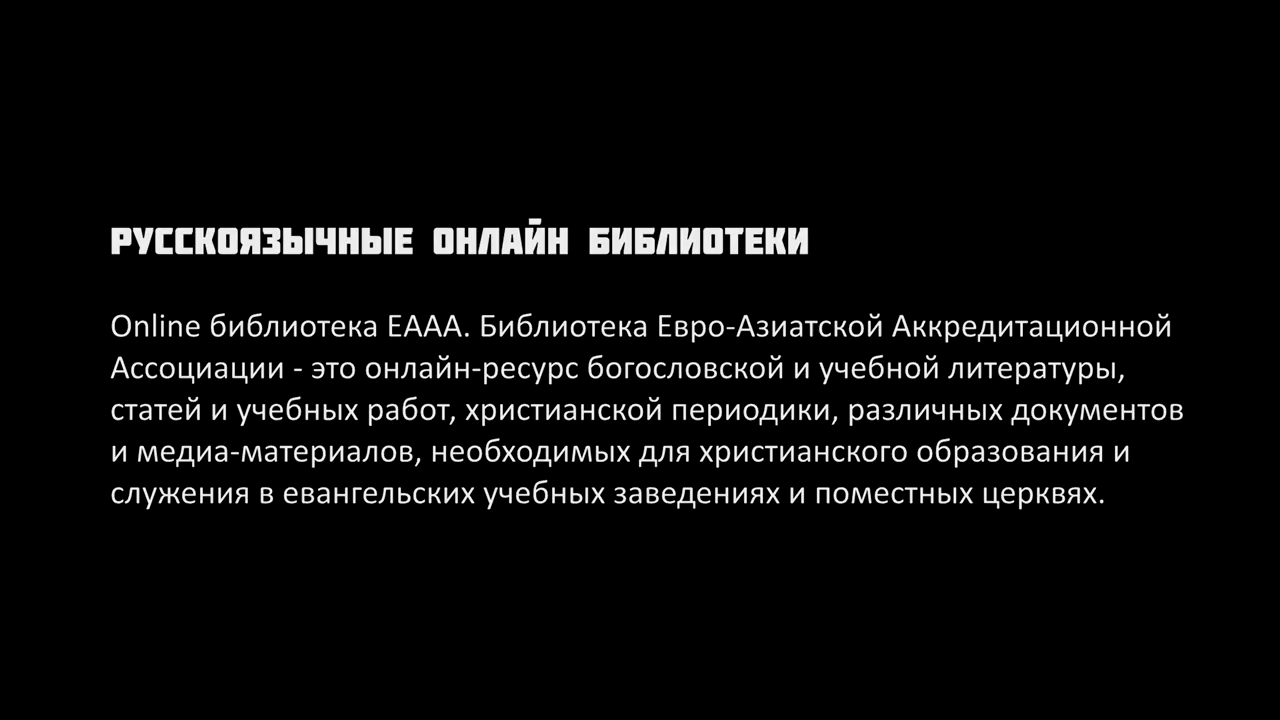 РУССКОЯЗЫЧНЫЕ ОНЛАЙН БИБЛИОТЕКИ
Online библиотека ЕААА. Библиотека Евро-Азиатской Аккредитационной
Ассоциации - это онлайн-ресурс богословской и учебной литературы,
статей и учебных работ, христианской периодики, различных документов
и медиа-материалов, необходимых для христианского образования и
служения в евангельских учебных заведениях и поместных церквях.